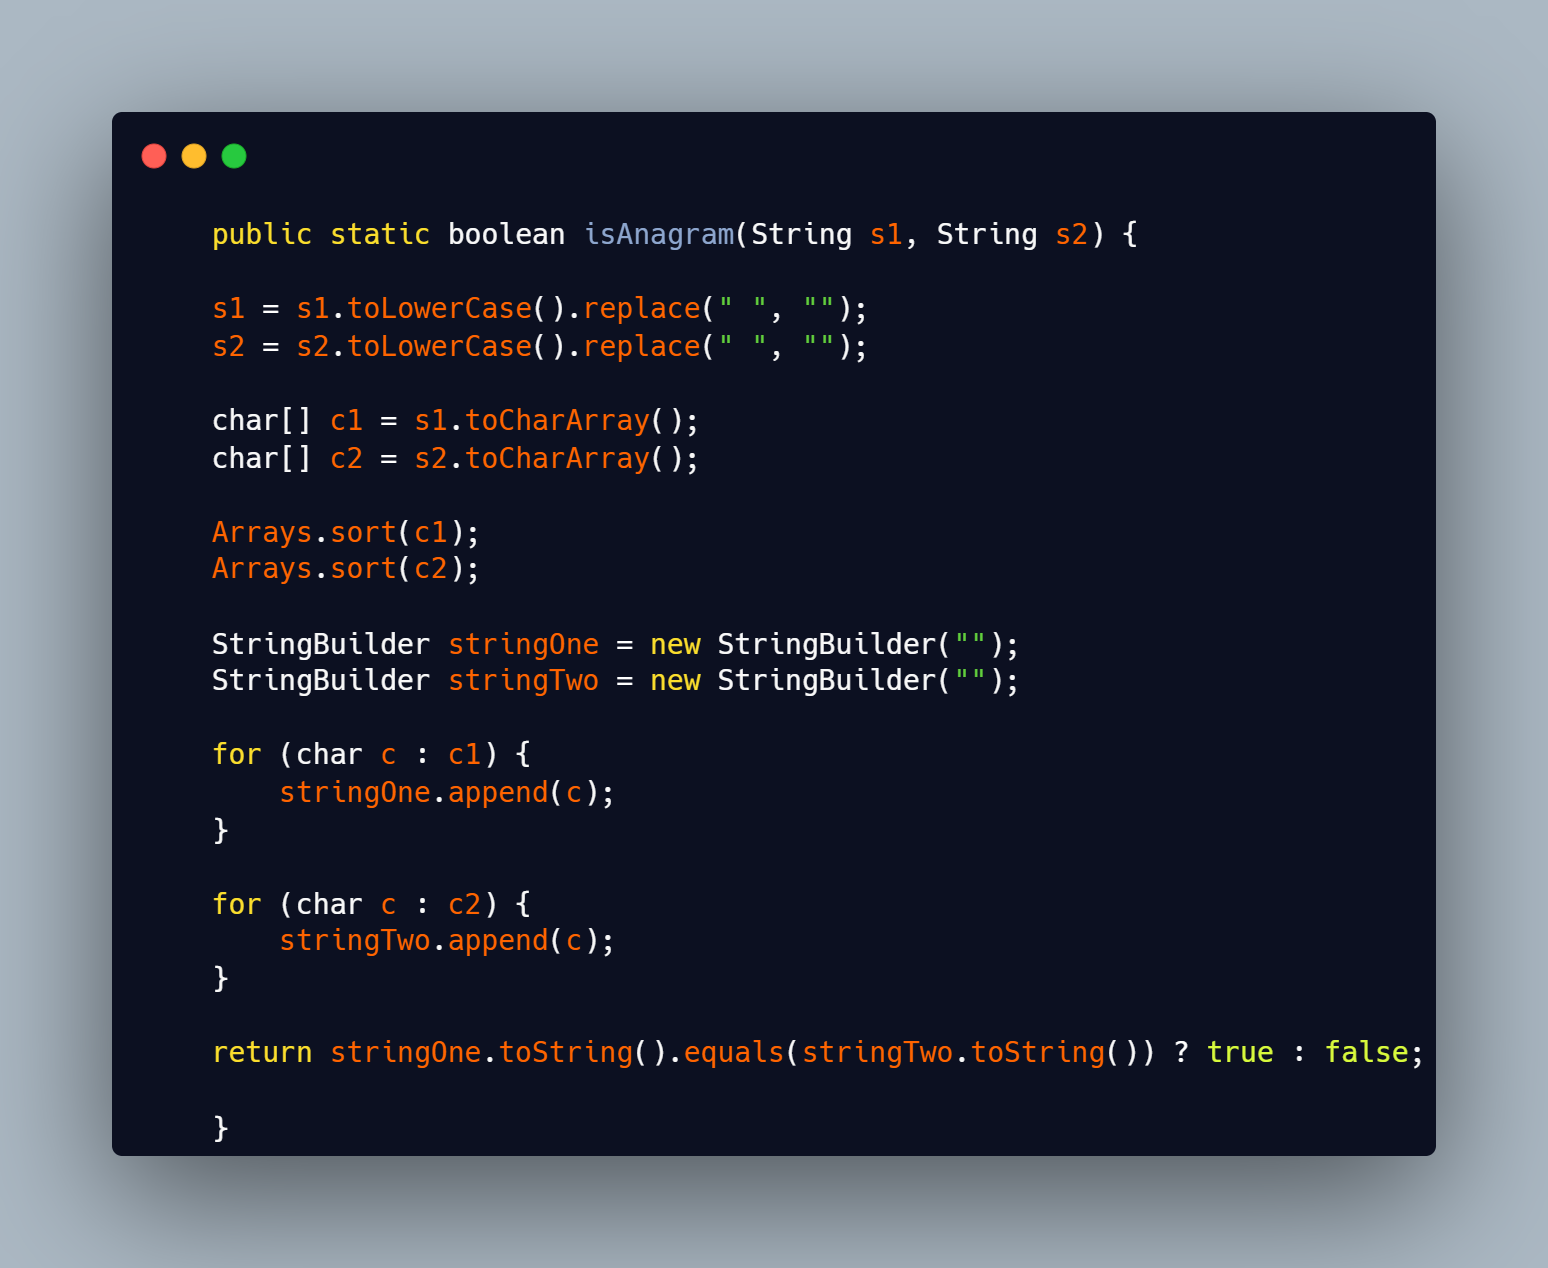 public static boolean isAnagram(String s1, String s2) {
s1 = s1.toLowerCase().replace(" ", "");
s2 = s2.toLowerCase().replace(" ", "");
char[] c1 = s1.toCharArray();
char[] c2 = s2.toCharArray();
Arrays.sort(c1);
Arrays.sort(c2);
StringBuilder stringOne = new StringBuilder("");
StringBuilder stringTwo = new StringBuilder("");
for (char c : c1) {
    stringOne.append(c);
}
for (char c : c2) {
    stringTwo.append(c);
}
return stringOne.toString().equals(stringTwo.toString()) ? true : false;
}